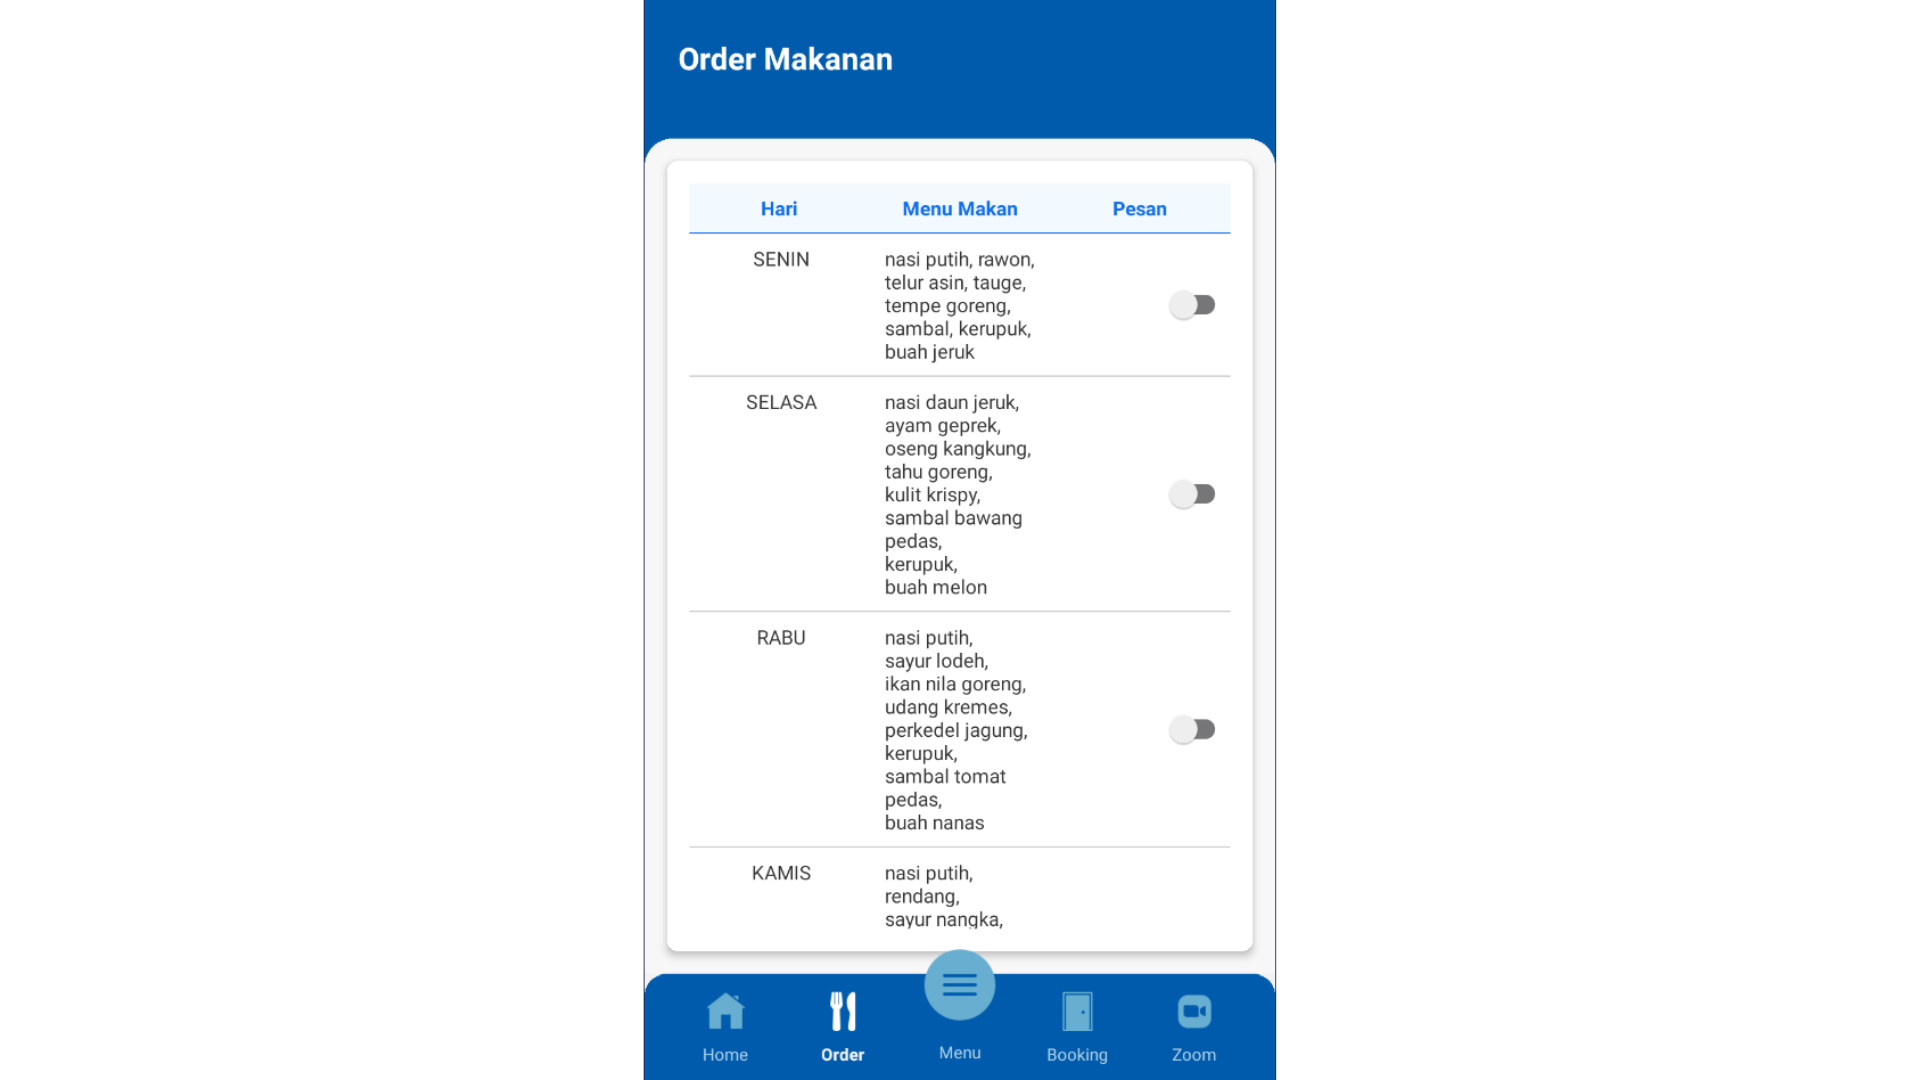 Order Makanan
Hari Menu Makan Pesan
SENIN
nasi putih, rawon,
telur asin, tauge,
tempe goreng,
sambal, kerupuk,
buah jeruk
SELASA
nasi daun jeruk,
ayam geprek,
oseng kangkung,
tahu goreng,
kulit krispy,
sambal bawang
pedas,
kerupuk,
buah melon
RABU
nasi putih,
sayur lodeh,
ikan nila goreng,
udang kremes,
perkedel jagung,
kerupuk,
sambal tomat
pedas,
buah nanas
KAMIS
nasi putih,
rendang,
sayur nangka,
Home Order Menu Booking Zoom